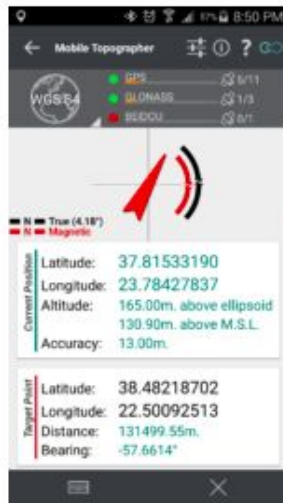 8:50 PM
Mobile Topographer
?
WGS84
GPS 5/11
GLONASS 1/3
BEIDOU 0/1
N True (4.18°)
N Magnetic
Current Position
Latitude: 37.81533190
Longitude: 23.78427837
Altitude: 165.00m. above ellipsoid
130.90m. above M.S.L.
Accuracy: 13.00m.
Target Point
Latitude: 38.48218702
Longitude: 22.50092513
Distance: 131499.55m.
Bearing: -57.6614°